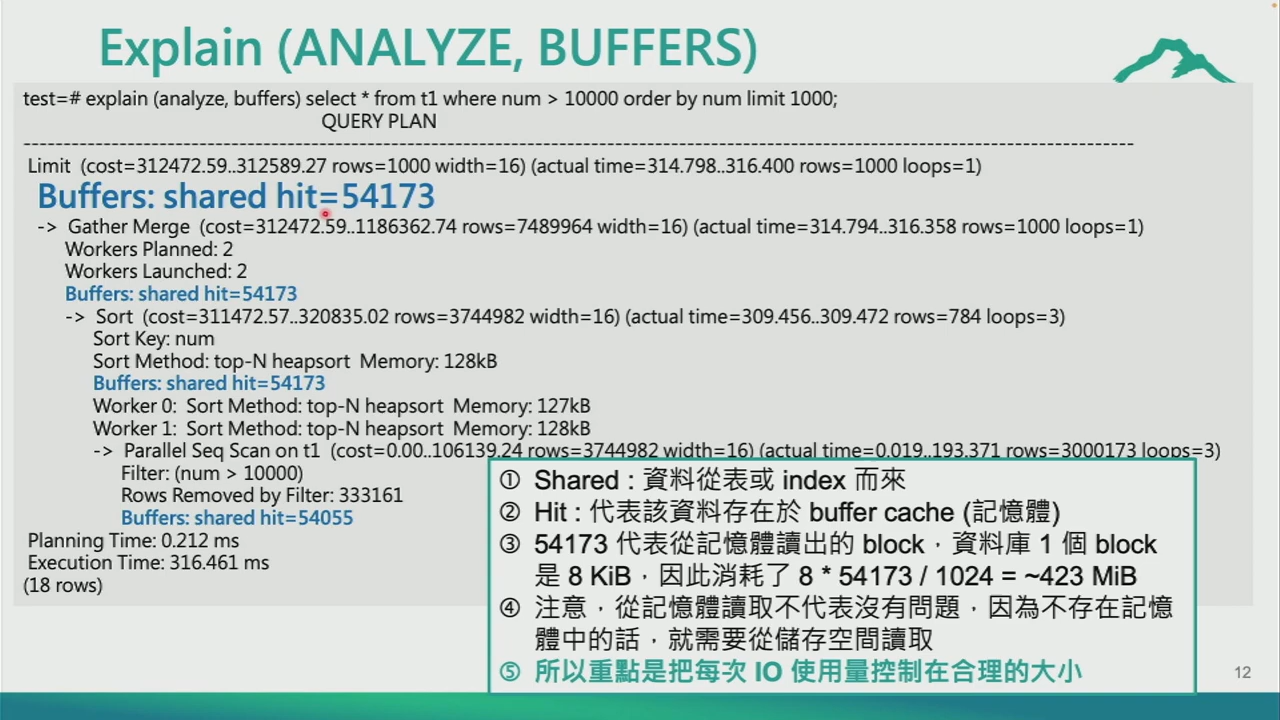 Explain (ANALYZE, BUFFERS)
test=# explain (analyze, buffers) select * from t1 where num > 10000 order by num limit 1000;
QUERY PLAN
--------------------------------------------------------------------------------------------------------------------------------------------
Limit (cost=312472.59..312589.27 rows=1000 width=16) (actual time=314.798..316.400 rows=1000 loops=1)
Buffers: shared hit=54173
-> Gather Merge (cost=312472.59..1186362.74 rows=7489964 width=16) (actual time=314.794..316.358 rows=1000 loops=1)
Workers Planned: 2
Workers Launched: 2
Buffers: shared hit=54173
-> Sort (cost=311472.57..320835.02 rows=3744982 width=16) (actual time=309.456..309.472 rows=784 loops=3)
Sort Key: num
Sort Method: top-N heapsort Memory: 128kB
Buffers: shared hit=54173
Worker 0: Sort Method: top-N heapsort Memory: 127kB
Worker 1: Sort Method: top-N heapsort Memory: 128kB
-> Parallel Seq Scan on t1 (cost=0.00..106139.24 rows=3744982 width=16) (actual time=0.019..193.371 rows=3000173 loops=3)
Filter: (num > 10000)
Rows Removed by Filter: 333161
Buffers: shared hit=54055
Planning Time: 0.212 ms
Execution Time: 316.461 ms
(18 rows)
① Shared : 資料從表或 index 而來
② Hit : 代表該資料存在於 buffer cache (記憶體)
③ 54173 代表從記憶體讀出的 block，資料庫 1 個 block
是 8 KiB，因此消耗了 8 * 54173 / 1024 = ~423 MiB
④ 注意，從記憶體讀取不代表沒有問題，因為不存在記憶
體中的話，就需要從儲存空間讀取
⑤ 所以重點是把每次 IO 使用量控制在合理的大小
12